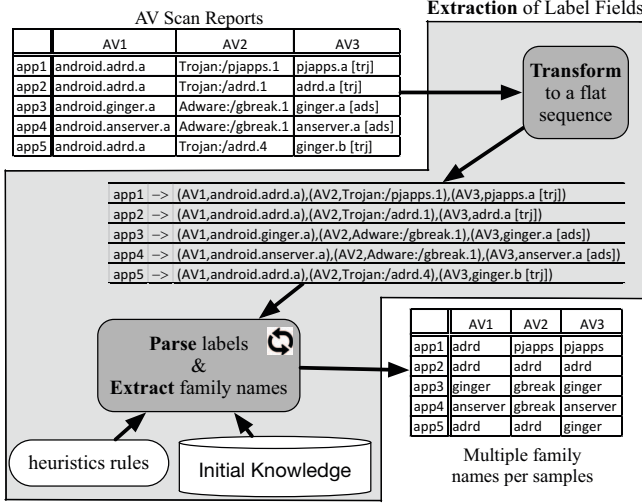 Extraction of Label Fields
AV Scan Reports
AV1 AV2 AV3
app1 android.adrd.a Trojan:/pjapps.1 pjapps.a [trj]
app2 android.adrd.a Trojan:/adrd.1 adrd.a [trj]
app3 android.ginger.a Adware:/gbreak.1 ginger.a [ads]
app4 android.anserver.a Adware:/gbreak.1 anserver.a [ads]
app5 android.adrd.a Trojan:/adrd.4 ginger.b [trj]
Transform
to a flat
sequence
app1 –> (AV1,android.adrd.a),(AV2,Trojan:/pjapps.1),(AV3,pjapps.a [trj])
app2 –> (AV1,android.adrd.a),(AV2,Trojan:/adrd.1),(AV3,adrd.a [trj])
app3 –> (AV1,android.ginger.a),(AV2,Adware:/gbreak.1),(AV3,ginger.a [ads])
app4 –> (AV1,android.anserver.a),(AV2,Adware:/gbreak.1),(AV3,anserver.a [ads])
app5 –> (AV1,android.adrd.a),(AV2,Trojan:/adrd.4),(AV3,ginger.b [trj])
Parse labels
&
Extract family names
heuristics rules
Initial Knowledge
AV1 AV2 AV3
app1 adrd pjapps pjapps
app2 adrd adrd adrd
app3 ginger gbreak ginger
app4 anserver gbreak anserver
app5 adrd adrd ginger
Multiple family
names per samples